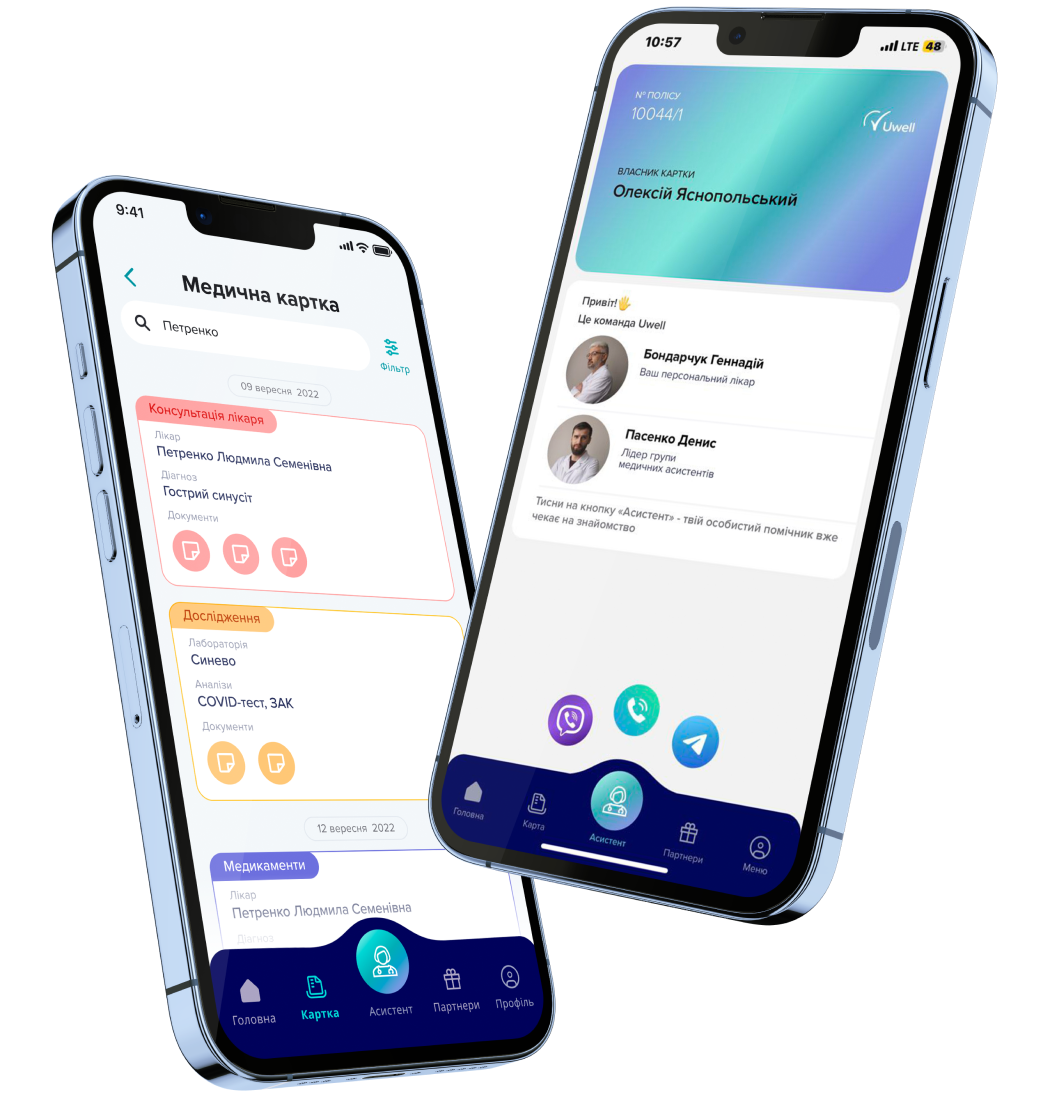 9:41
Медична картка
Петренко
Фільтр
09 вересня 2022
Консультація лікаря
Лікар
Петренко Людмила Семенівна
Діагноз
Гострий синусіт
Документи
Дослідження
Лабораторія
Синево
Анализи
COVID-тест, ЗАК
Документи
12 вересня 2022
Медикаменти
Лікар
Петренко Людмила Семенівна
Діагноз
Головна
Картка
Асистент
Партнери
Профіль
10:57
LTE 48
№ ПОЛІСУ
10044/1
Uwell
ВЛАСНИК КАРТКИ
Олексій Яснопольський
Привіт!🖐
Це команда Uwell
Бондарчук Геннадій
Ваш персональний лікар
Пасенко Денис
Лідер групи
медичних асистентів
Тисни на кнопку «Асистент» - твій особистий помічник вже
чекає на знайомство
Головна
Карта
Асистент
Партнери
Меню